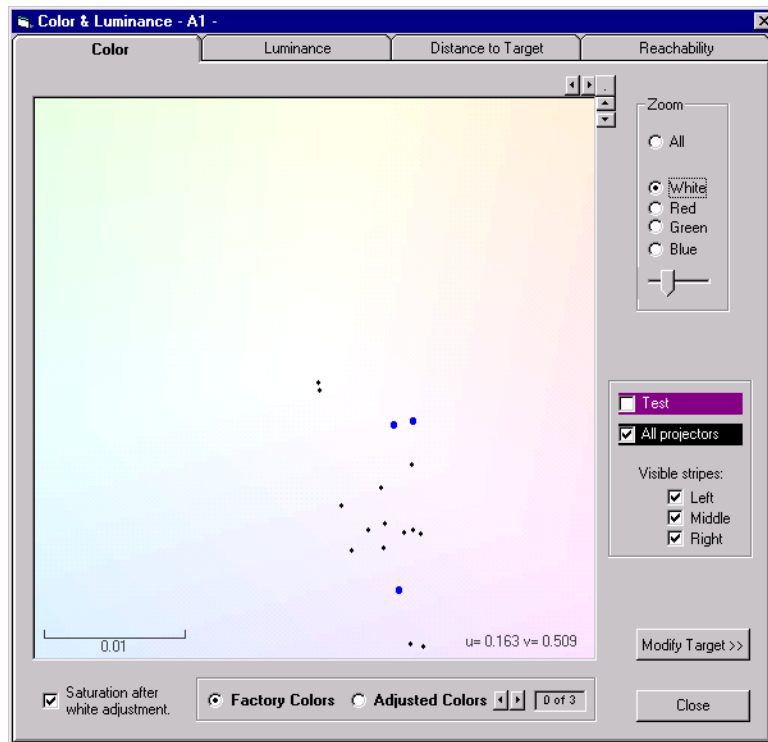 Color & Luminance - A1 -
Color
Luminance
Distance to Target
Reachability
Zoom
All
White
Red
Green
Blue
Test
All projectors
Visible stripes:
Left
Middle
Right
0.01
u= 0.163 v= 0.509
Modify Target >>
Saturation after
white adjustment.
Factory Colors
Adjusted Colors
0 of 3
Close